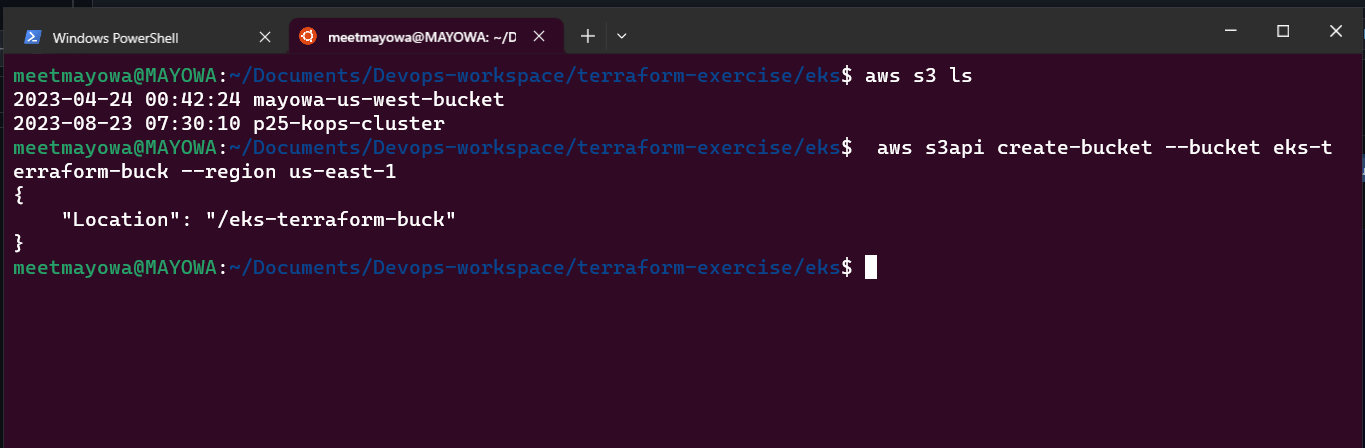 Windows PowerShell
meetmayowa@MAYOWA: ~/D
meetmayowa@MAYOWA:~/Documents/Devops-workspace/terraform-exercise/eks$ aws s3 ls
2023-04-24 00:42:24 mayowa-us-west-bucket
2023-08-23 07:30:10 p25-kops-cluster
meetmayowa@MAYOWA:~/Documents/Devops-workspace/terraform-exercise/eks$  aws s3api create-bucket --bucket eks-t
erraform-buck --region us-east-1
{
    "Location": "/eks-terraform-buck"
}
meetmayowa@MAYOWA:~/Documents/Devops-workspace/terraform-exercise/eks$